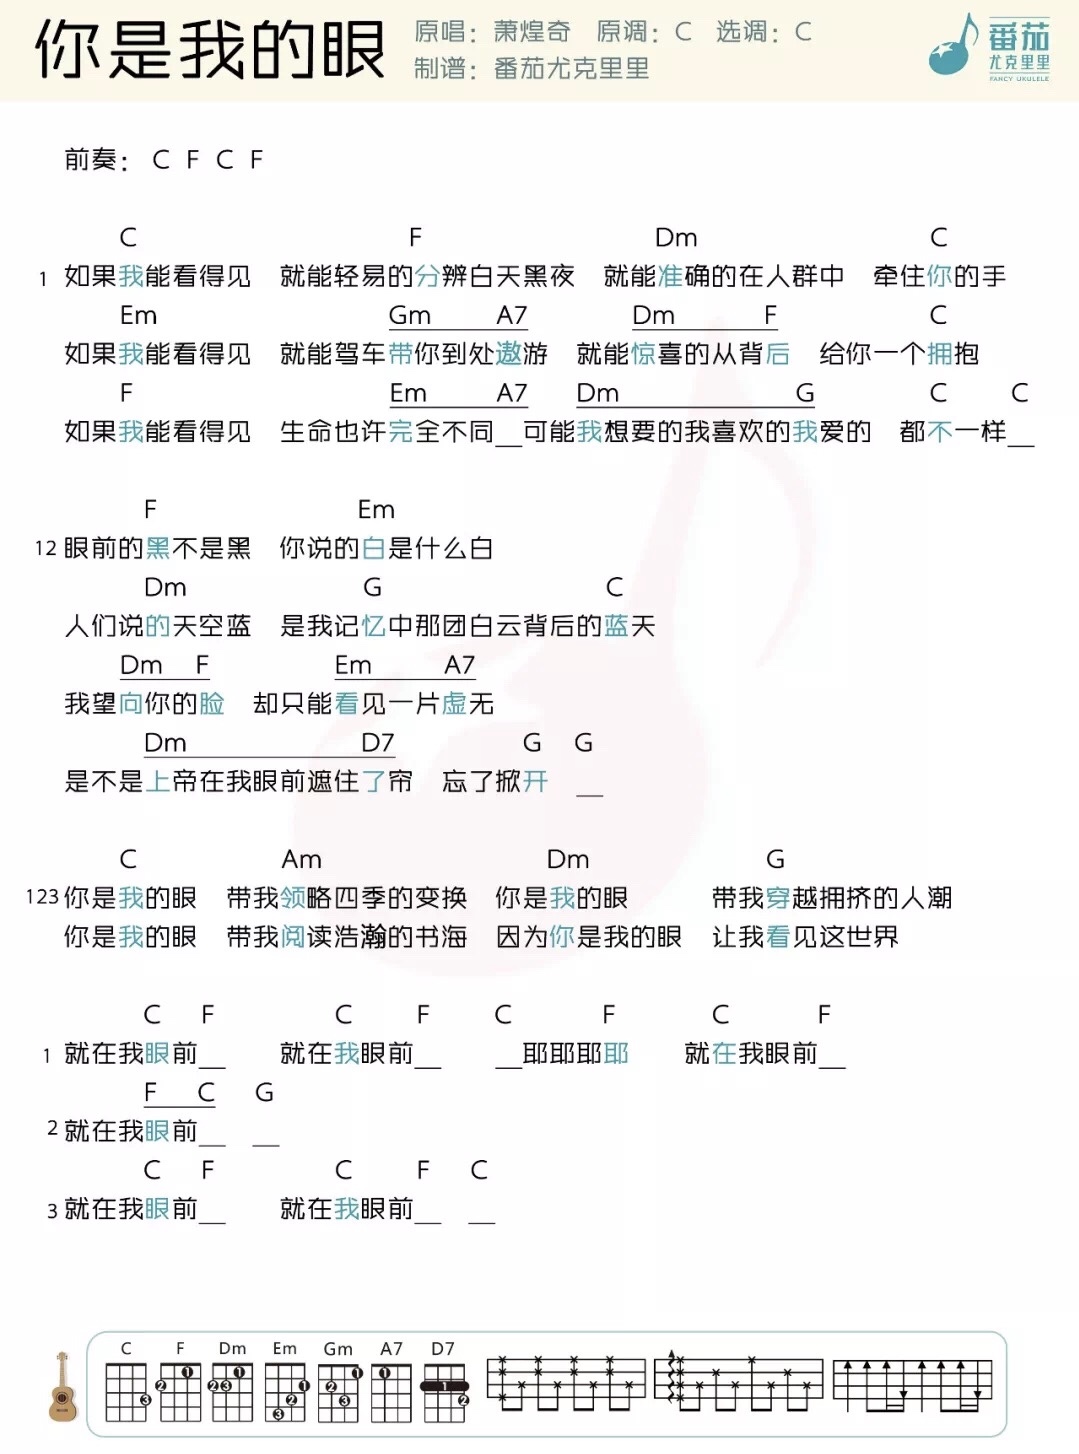 你是我的眼
原唱：萧煌奇 原调：C 选调：C
制谱：番茄尤克里里
番茄
尤克里里
FANCY UKULELE
前奏： C F C F
C F Dm C
1 如果我能看得见 就能轻易的分辨白天黑夜 就能准确的在人群中 牵住你的手
Em Gm A7 Dm F C
如果我能看得见 就能驾车带你到处遨游 就能惊喜的从背后 给你一个拥抱
F Em A7 Dm G C C
如果我能看得见 生命也许完全不同__可能我想要的我喜欢的我爱的 都不一样__
F Em
12 眼前的黑不是黑 你说的白是什么白
Dm G C
人们说的天空蓝 是我记忆中那团白云背后的蓝天
Dm F Em A7
我望向你的脸 却只能看见一片虚无
Dm D7 G G
是不是上帝在我眼前遮住了帘 忘了掀开 __
C Am Dm G
123 你是我的眼 带我领略四季的变换 你是我的眼 带我穿越拥挤的人潮
你是我的眼 带我阅读浩瀚的书海 因为你是我的眼 让我看见这世界
C F C F C F C F
1 就在我眼前__ 就在我眼前__ __耶耶耶耶 就在我眼前__
F C G
2 就在我眼前__ __
C F C F C
3 就在我眼前__ 就在我眼前__ __
C F Dm Em Gm A7 D7